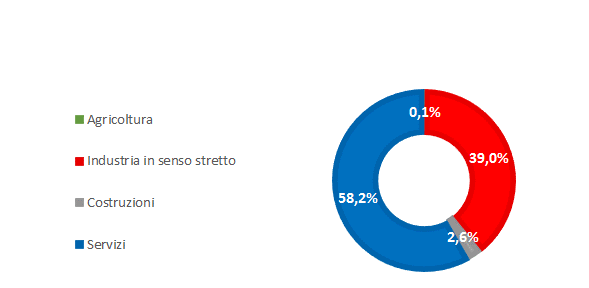 Agricoltura
Industria in senso stretto
Costruzioni
Servizi
0,1%
39,0%
2,6%
58,2%